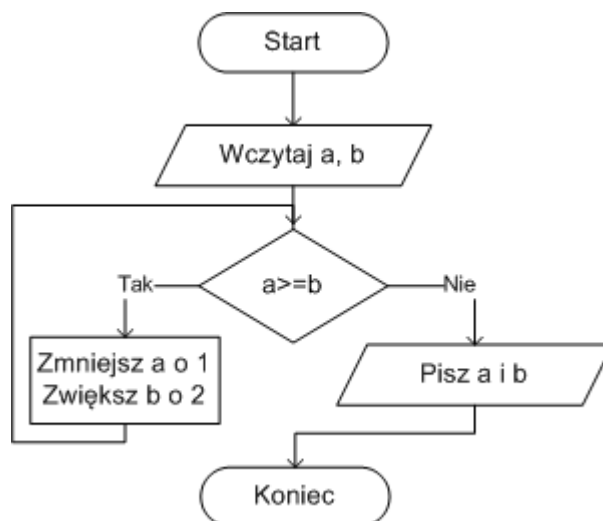 Start
Wczytaj a, b
a>=b
Tak
Nie
Zmniejsz a o 1
Zwiększ b o 2
Pisz a i b
Koniec